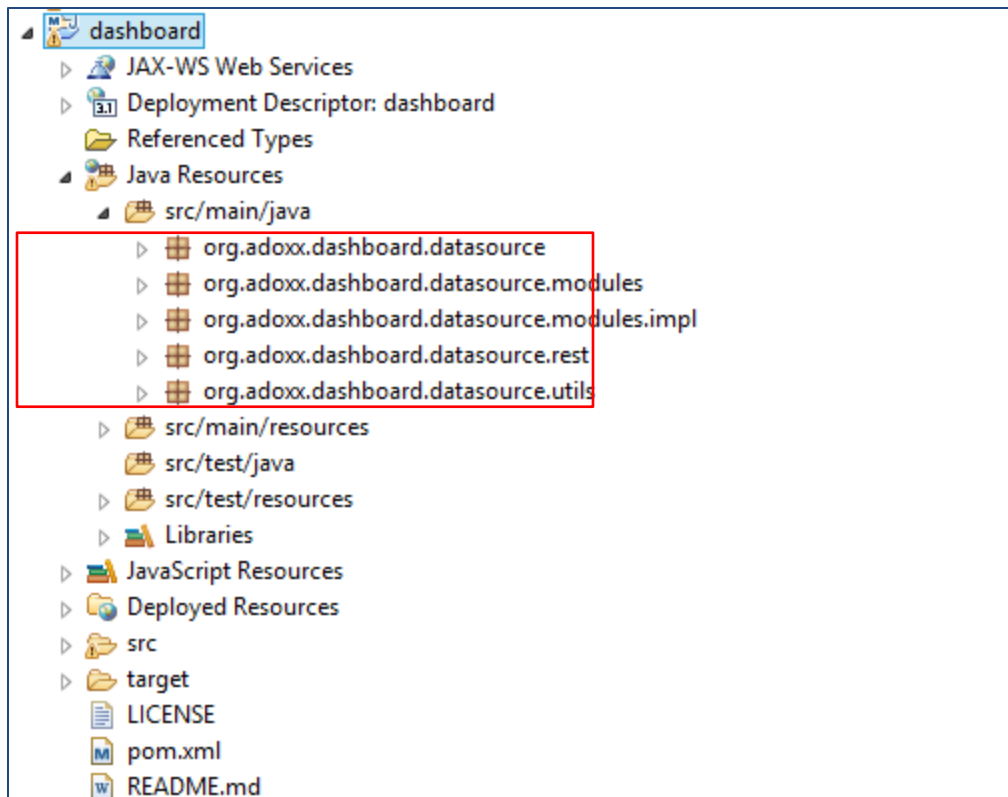 dashboard
JAX-WS Web Services
3.1 Deployment Descriptor: dashboard
Referenced Types
Java Resources
src/main/java
org.adoxx.dashboard.datasource
org.adoxx.dashboard.datasource.modules
org.adoxx.dashboard.datasource.modules.impl
org.adoxx.dashboard.datasource.rest
org.adoxx.dashboard.datasource.utils
src/main/resources
src/test/java
src/test/resources
Libraries
JavaScript Resources
Deployed Resources
src
target
LICENSE
pom.xml
README.md